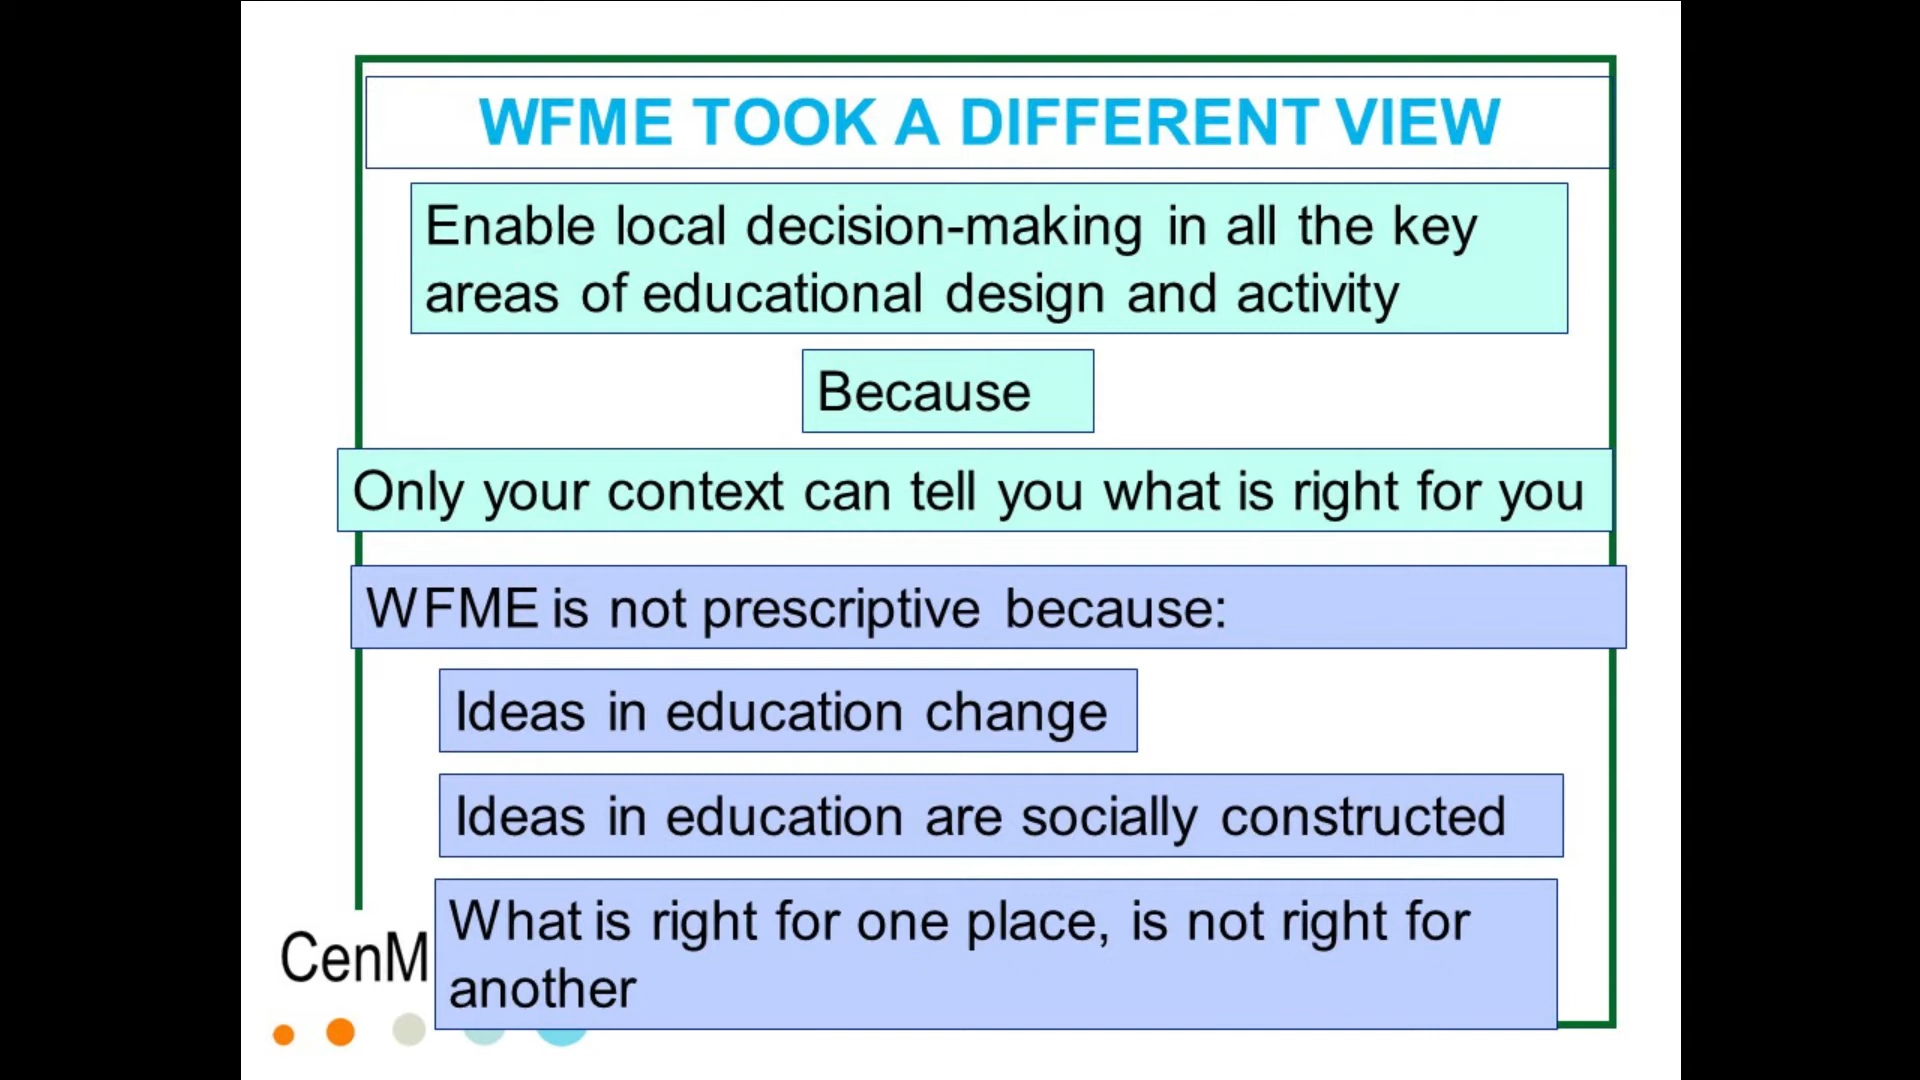 WFME TOOK A DIFFERENT VIEW
Enable local decision-making in all the key
areas of educational design and activity
Because
Only your context can tell you what is right for you
WFME is not prescriptive because:
Ideas in education change
Ideas in education are socially constructed
What is right for one place, is not right for
another
CenM